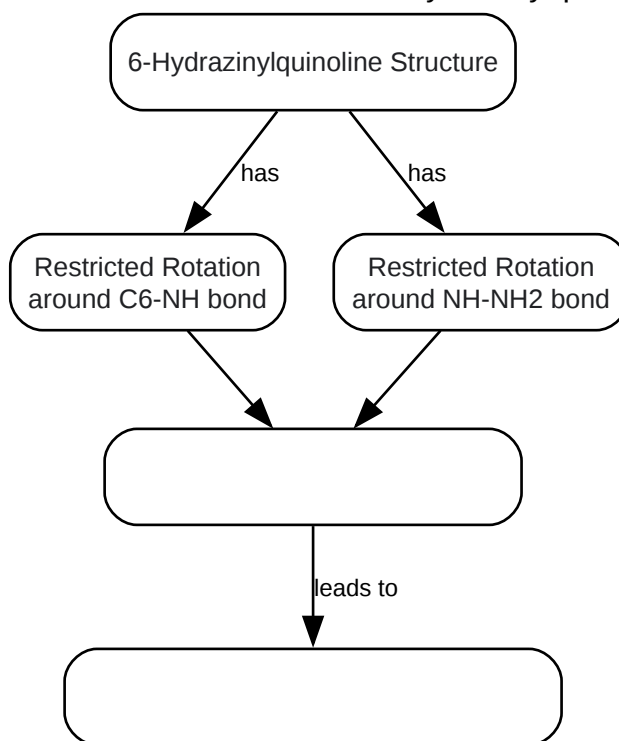 6-Hydrazinylquinoline Structure
has
has
Restricted Rotation
around C6-NH bond
Restricted Rotation
around NH-NH2 bond
leads to